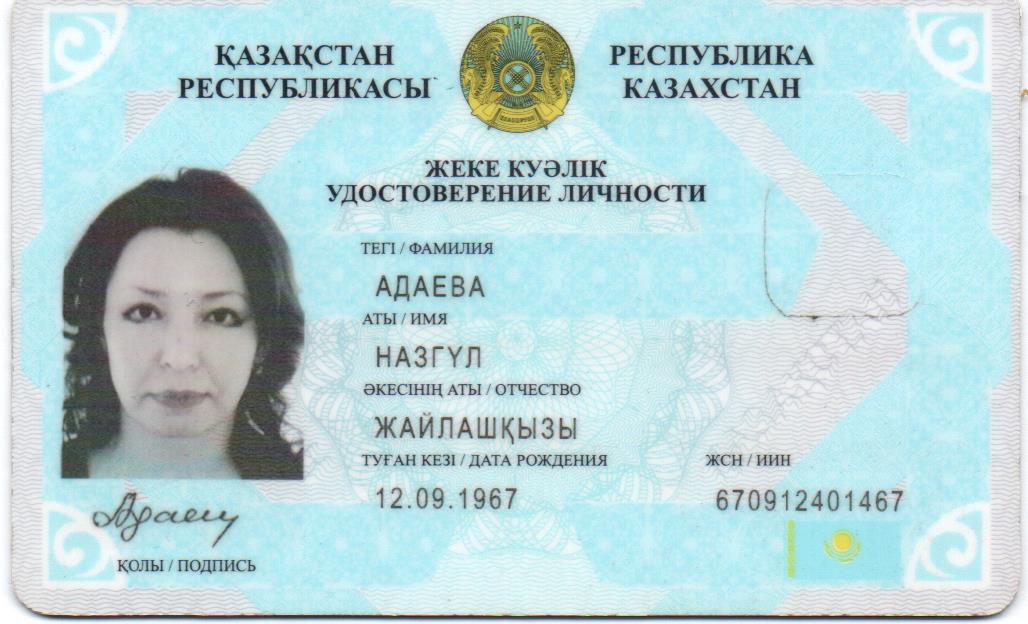 ҚАЗАҚСТАН
РЕСПУБЛИКАСЫ
РЕСПУБЛИКА
КАЗАХСТАН
ЖЕКЕ КУӘЛІК
УДОСТОВЕРЕНИЕ ЛИЧНОСТИ
ТЕГІ / ФАМИЛИЯ
АДАЕВА
АТЫ / ИМЯ
НАЗГҮЛ
ӘКЕСІНІҢ АТЫ / ОТЧЕСТВО
ЖАЙЛАШҚЫЗЫ
ТУҒАН КЕЗІ / ДАТА РОЖДЕНИЯ
ЖСН / ИИН
12.09.1967
670912401467
ҚОЛЫ / ПОДПИСЬ